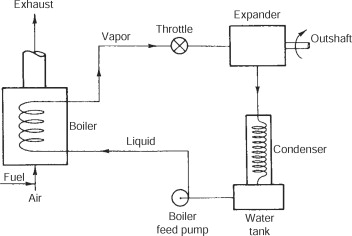 Exhaust
Expander
Throttle
Vapor
Outshaft
Boiler
Liquid
Condenser
Fuel
Air
Boiler
feed pump
Water
tank